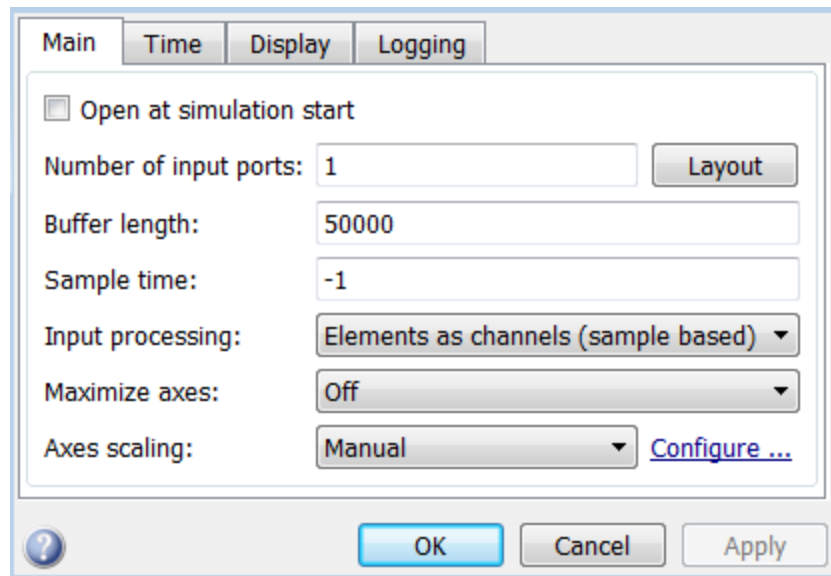 Main Time Display Logging
Open at simulation start
Number of input ports: 1 Layout
Buffer length: 50000
Sample time: -1
Input processing: Elements as channels (sample based)
Maximize axes: Off
Axes scaling: Manual Configure ...
? OK Cancel Apply